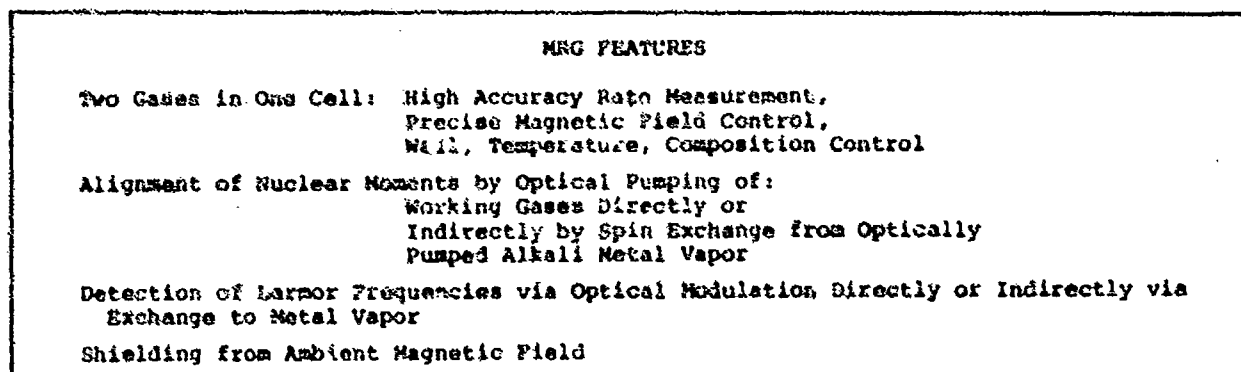 MRG FEATURES
Two Gases in One Cell: High Accuracy Rate Measurement,
Precise Magnetic Field Control,
Wall, Temperature, Composition Control
Alignment of Nuclear Moments by Optical Pumping of:
Working Gases Directly or
Indirectly by Spin Exchange from Optically
Pumped Alkali Metal Vapor
Detection of Larmor Frequencies via Optical Modulation Directly or Indirectly via
Exchange to Metal Vapor
Shielding from Ambient Magnetic Field